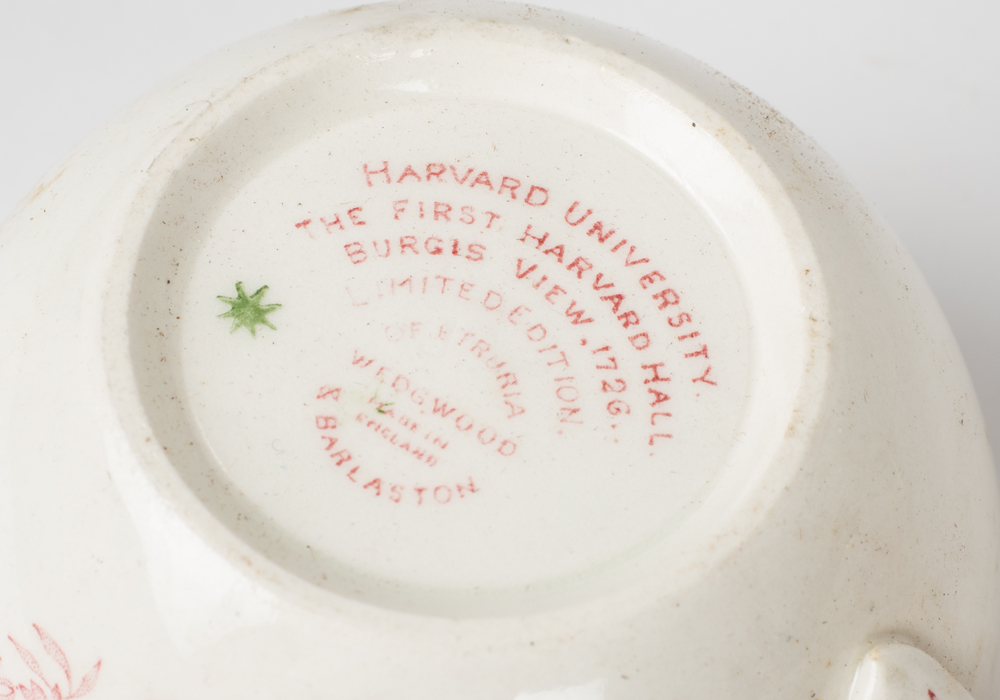 HARVARD UNIVERSITY.
THE FIRST HARVARD HALL.
BURGIS VIEW, 1726.
LIMITED EDITION.
OF ETRURIA
WEDGWOOD
MADE IN
ENGLAND
& BARLASTON